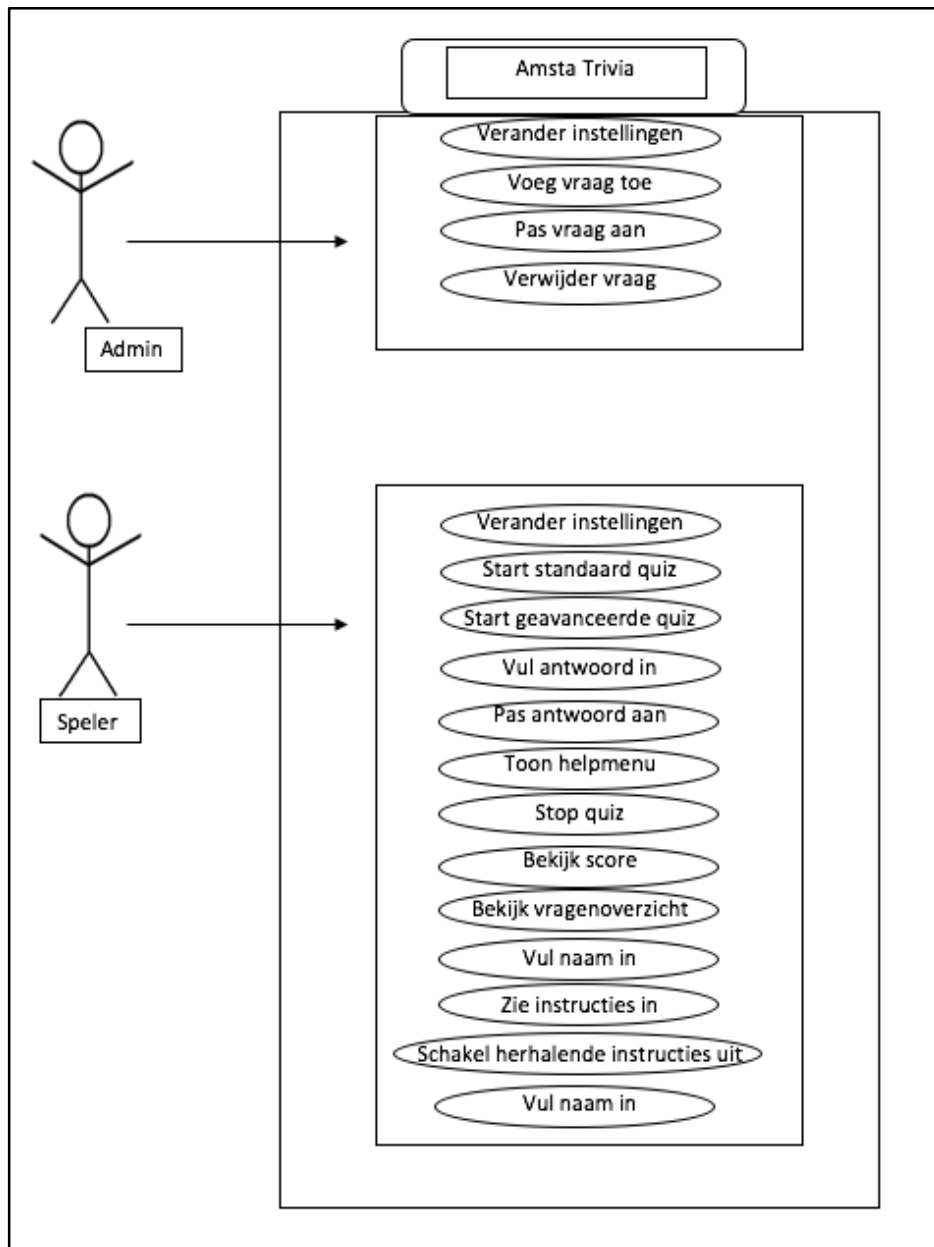 Amsta Trivia
Verander instellingen
Voeg vraag toe
Pas vraag aan
Verwijder vraag
Admin
Verander instellingen
Start standaard quiz
Start geavanceerde quiz
Vul antwoord in
Pas antwoord aan
Toon helpmenu
Stop quiz
Bekijk score
Bekijk vragenoverzicht
Vul naam in
Zie instructies in
Schakel herhalende instructies uit
Vul naam in
Speler